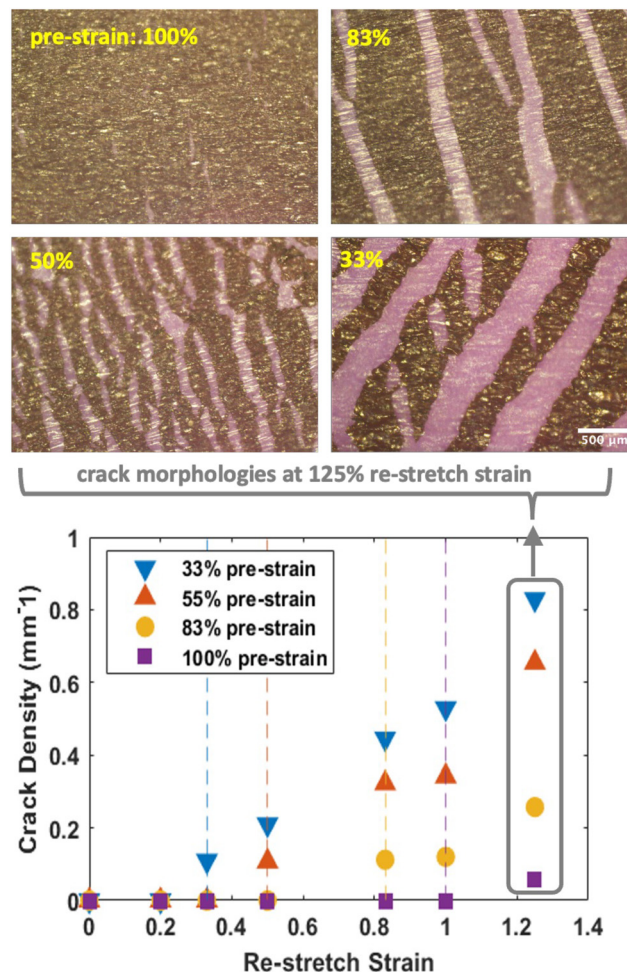 pre-strain: 100%
83%
50%
33%
500 µm
crack morphologies at 125% re-stretch strain
1
0.8
0.6
0.4
0.2
0
Crack Density (mm⁻1)
33% pre-strain
55% pre-strain
83% pre-strain
100% pre-strain
0 0.2 0.4 0.6 0.8 1 1.2 1.4
Re-stretch Strain